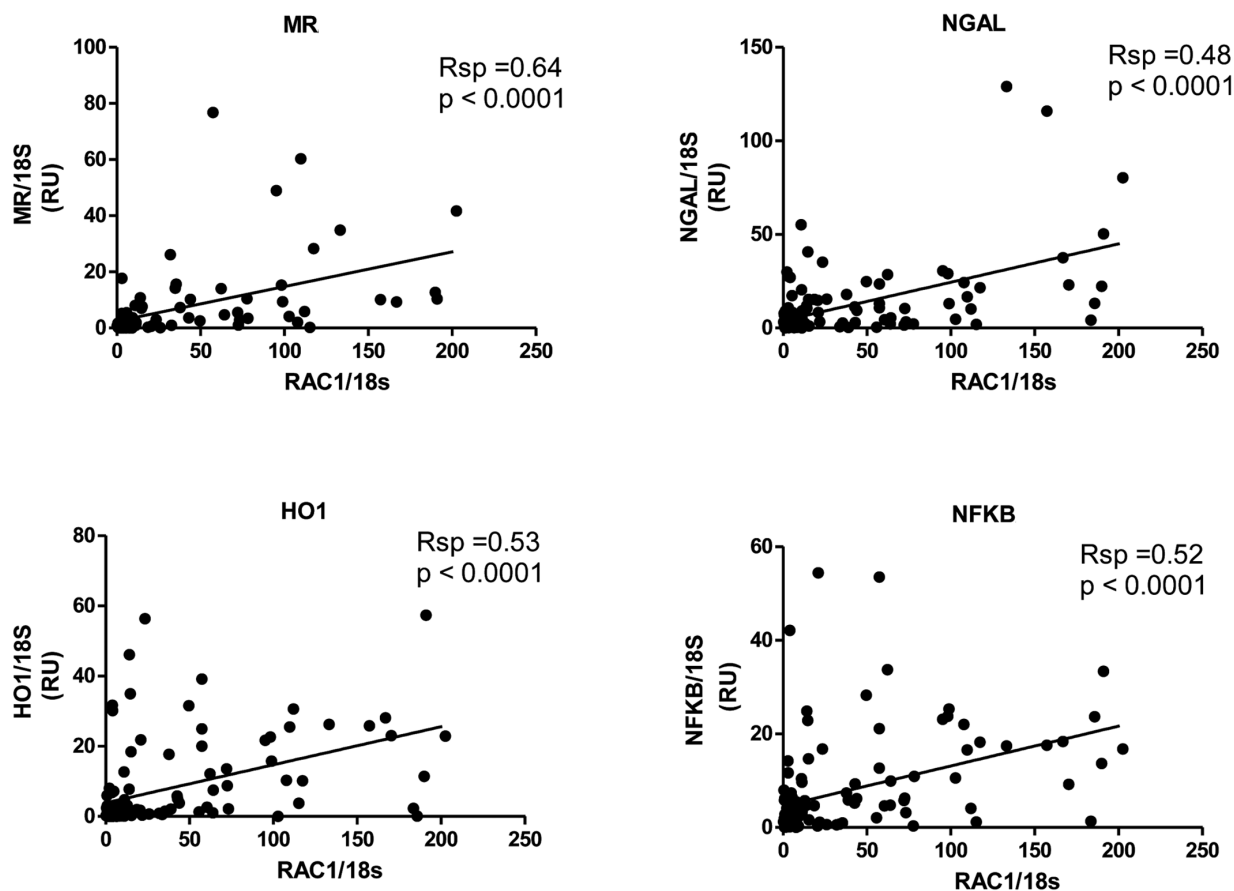 MR
Rsp =0.64
p < 0.0001
MR/18S
(RU)
100
80
60
40
20
0
0 50 100 150 200 250
RAC1/18s
NGAL
Rsp =0.48
p < 0.0001
NGAL/18S
(RU)
150
100
50
0
0 50 100 150 200 250
RAC1/18s
HO1
Rsp =0.53
p < 0.0001
HO1/18S
(RU)
80
60
40
20
0
0 50 100 150 200 250
RAC1/18s
NFKB
Rsp =0.52
p < 0.0001
NFKB/18S
(RU)
60
40
20
0
0 50 100 150 200 250
RAC1/18s